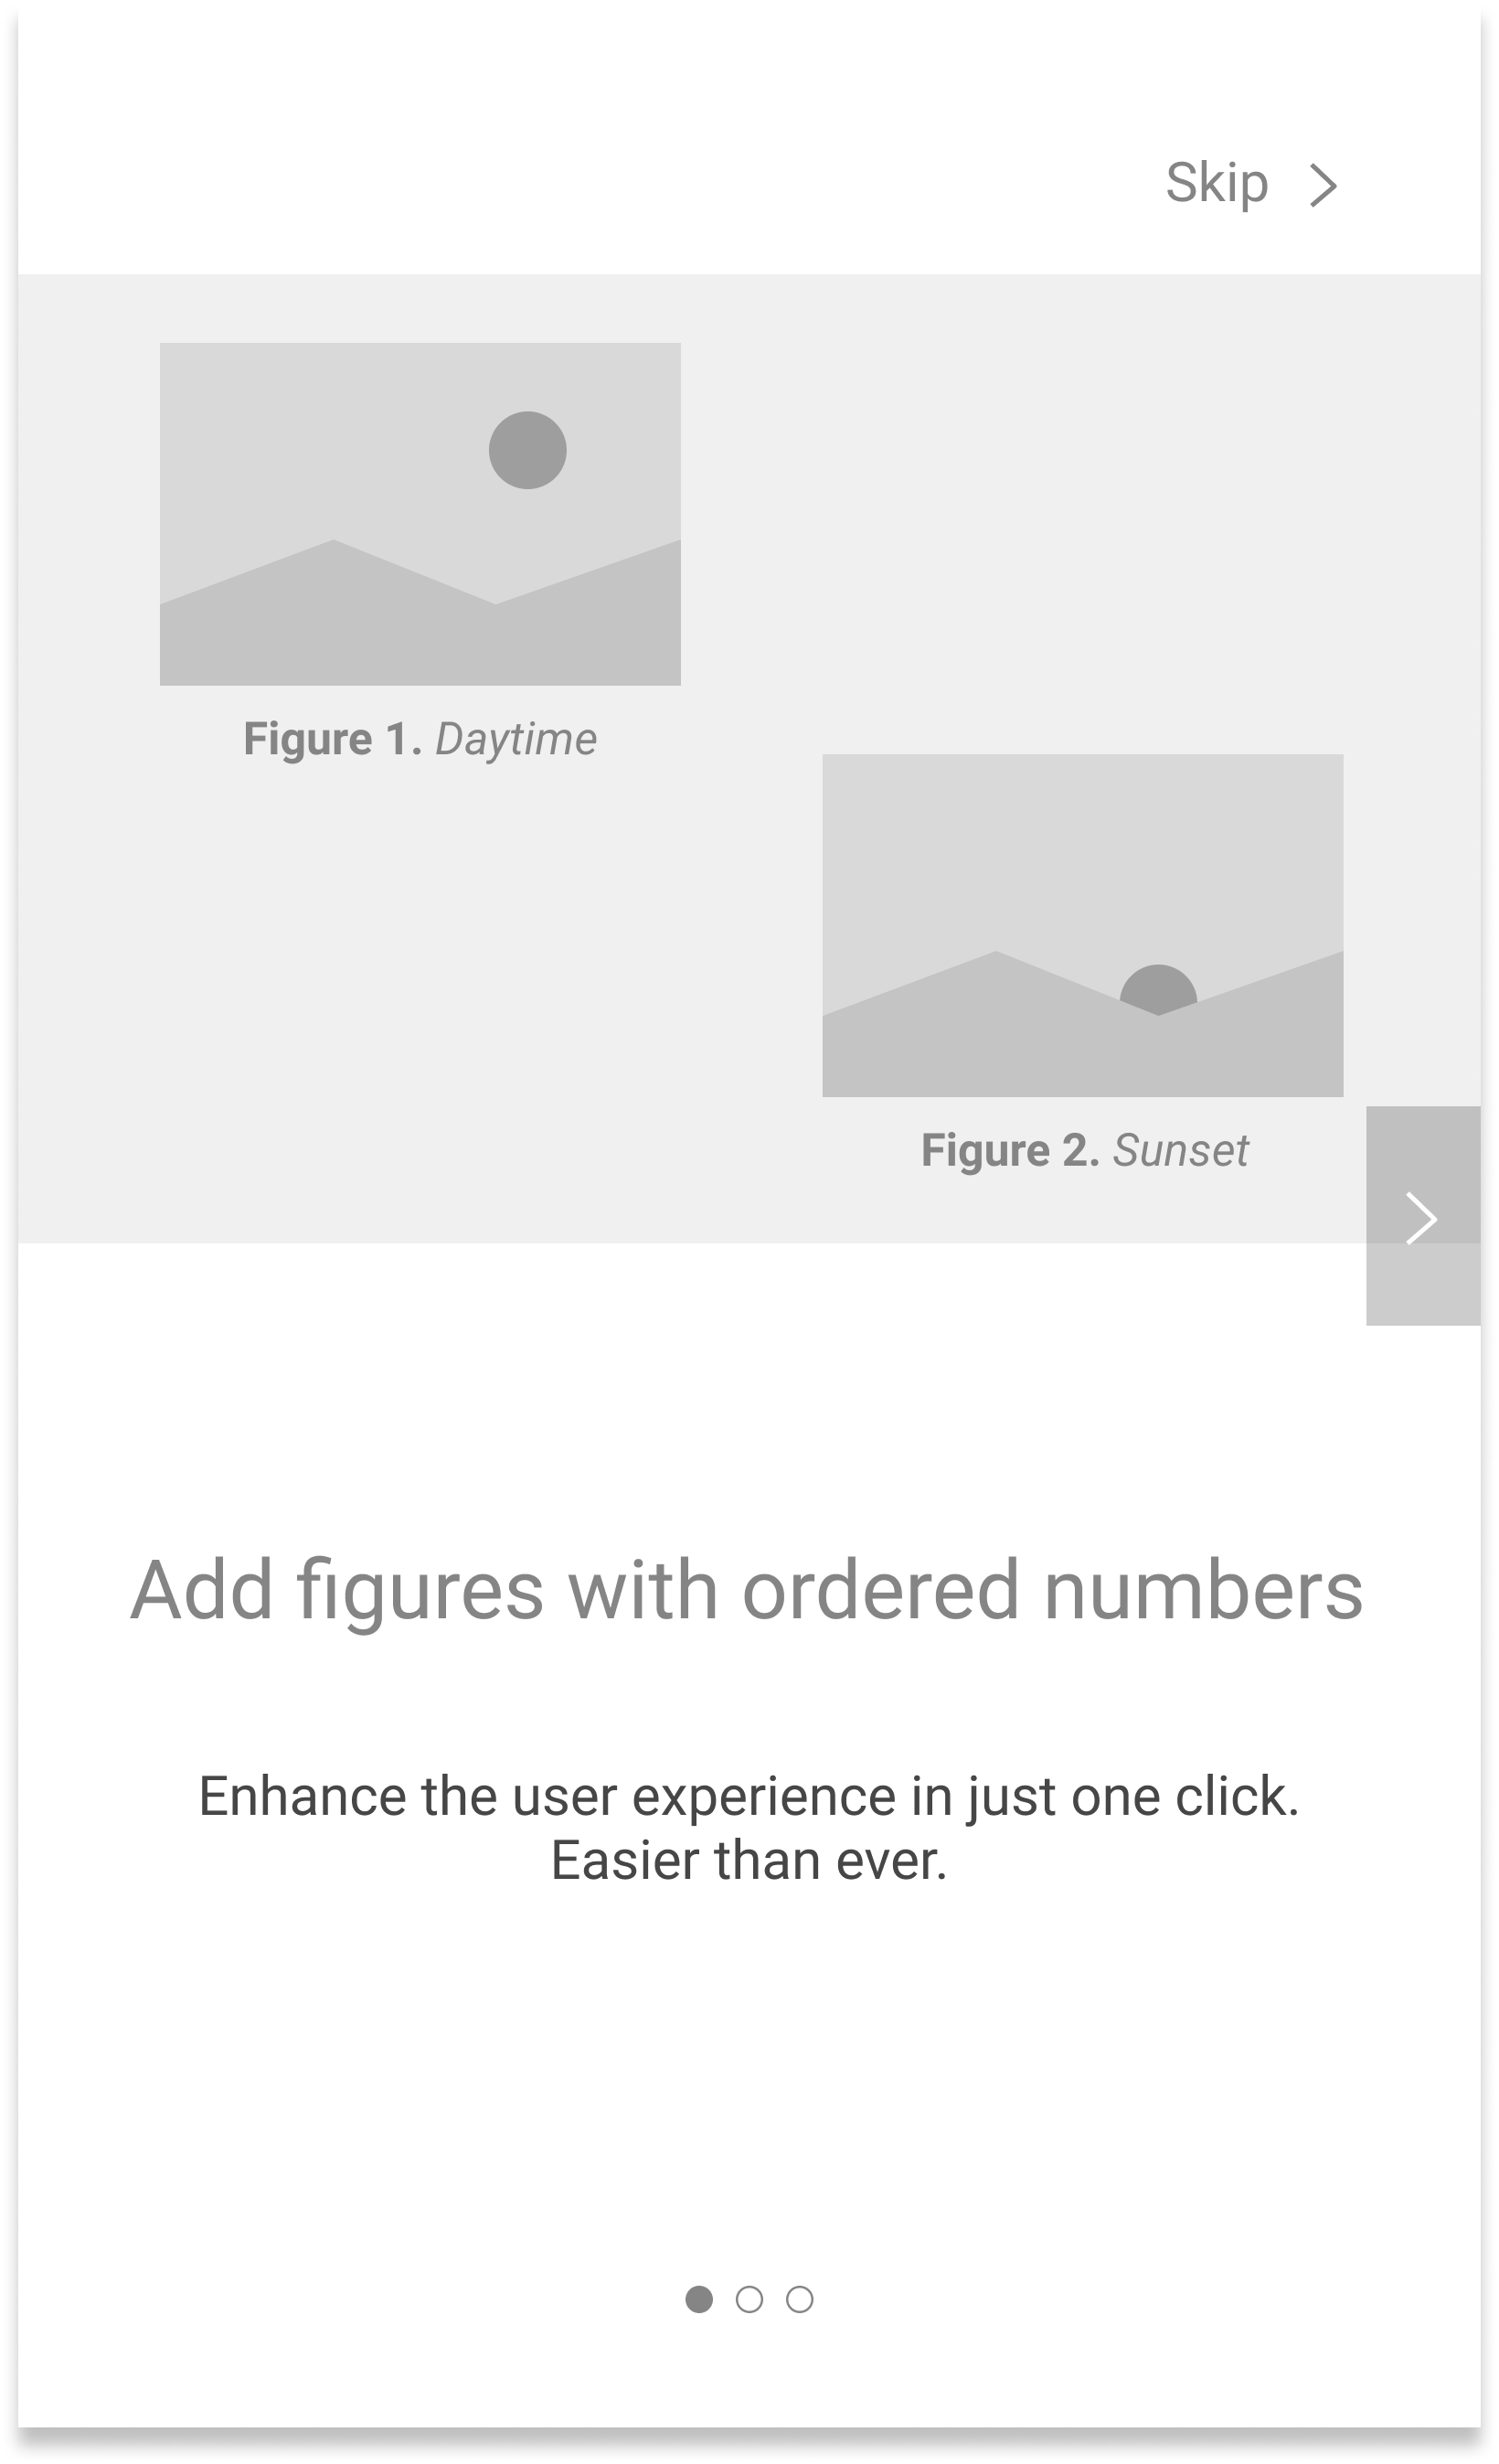 Skip
Figure 1. Daytime
Figure 2. Sunset
Add figures with ordered numbers
Enhance the user experience in just one click.
Easier than ever.